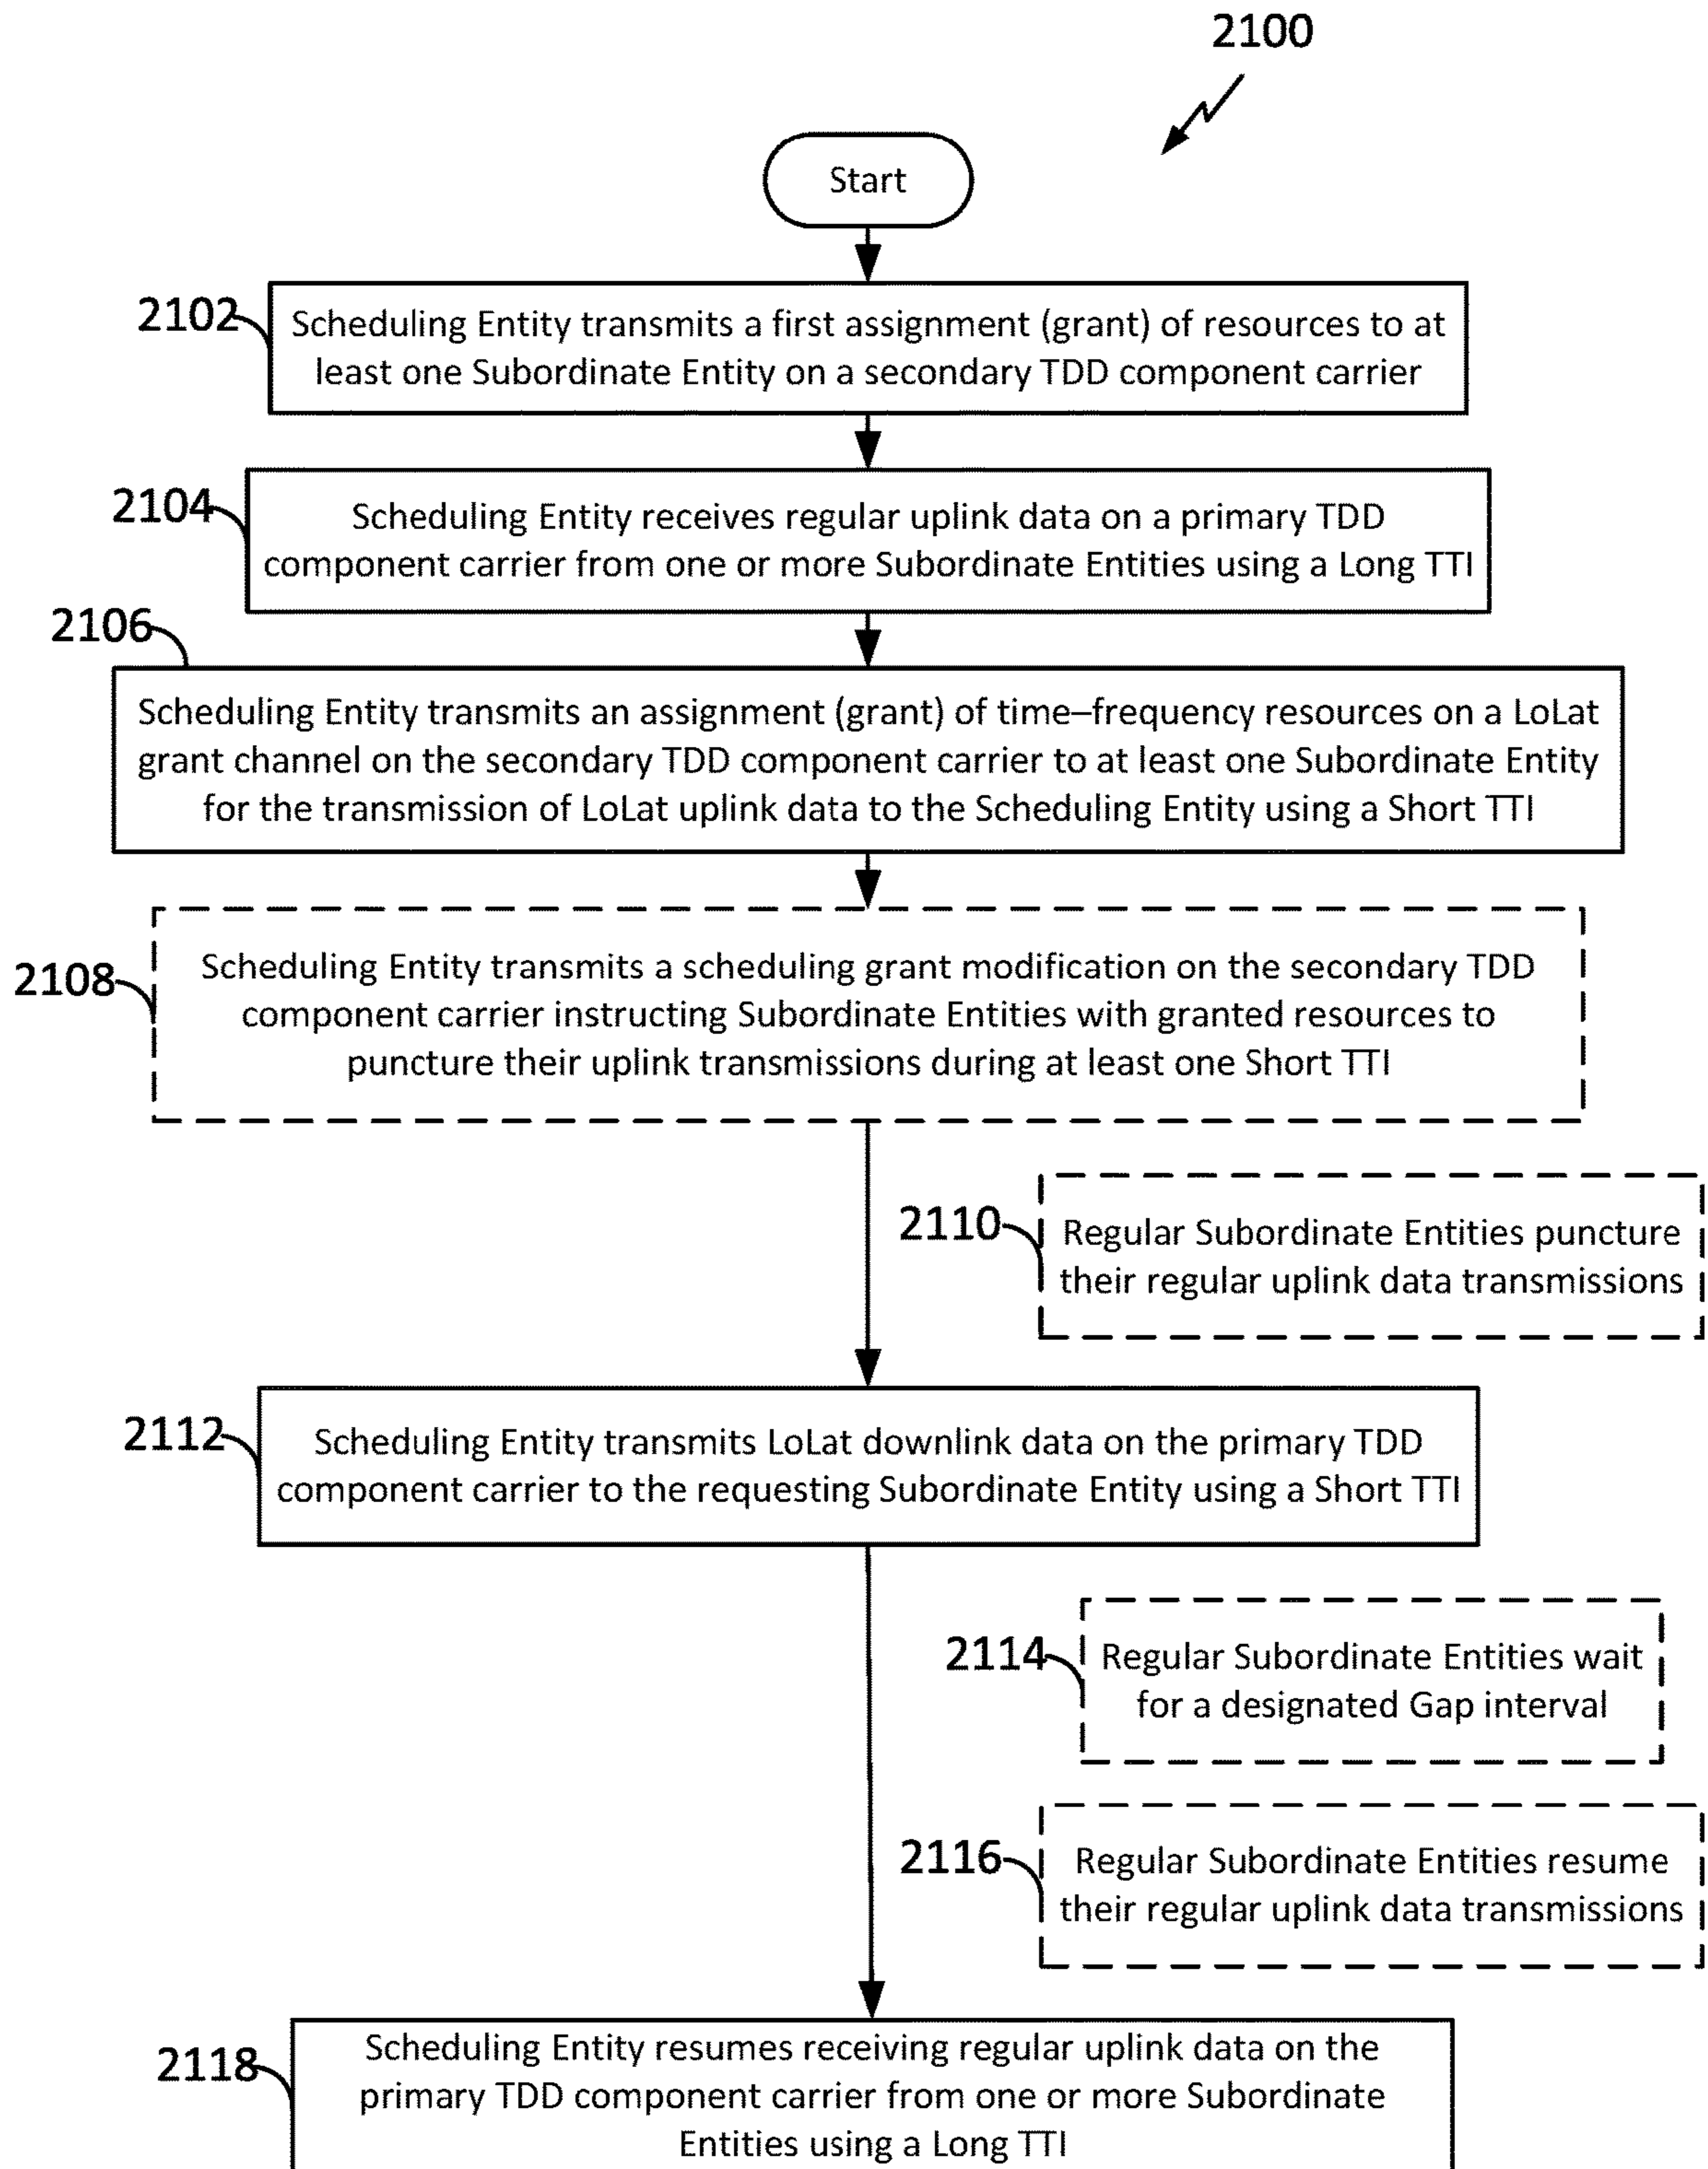 2100
Start
2102
Scheduling Entity transmits a first assignment (grant) of resources to at
least one Subordinate Entity on a secondary TDD component carrier
2104
Scheduling Entity receives regular uplink data on a primary TDD
component carrier from one or more Subordinate Entities using a Long TTI
2106
Scheduling Entity transmits an assignment (grant) of time–frequency resources on a LoLat
grant channel on the secondary TDD component carrier to at least one Subordinate Entity
for the transmission of LoLat uplink data to the Scheduling Entity using a Short TTI
2108
Scheduling Entity transmits a scheduling grant modification on the secondary TDD
component carrier instructing Subordinate Entities with granted resources to
puncture their uplink transmissions during at least one Short TTI
2110
Regular Subordinate Entities puncture
their regular uplink data transmissions
2112
Scheduling Entity transmits LoLat downlink data on the primary TDD
component carrier to the requesting Subordinate Entity using a Short TTI
2114
Regular Subordinate Entities wait
for a designated Gap interval
2116
Regular Subordinate Entities resume
their regular uplink data transmissions
2118
Scheduling Entity resumes receiving regular uplink data on the
primary TDD component carrier from one or more Subordinate
Entities using a Long TTI